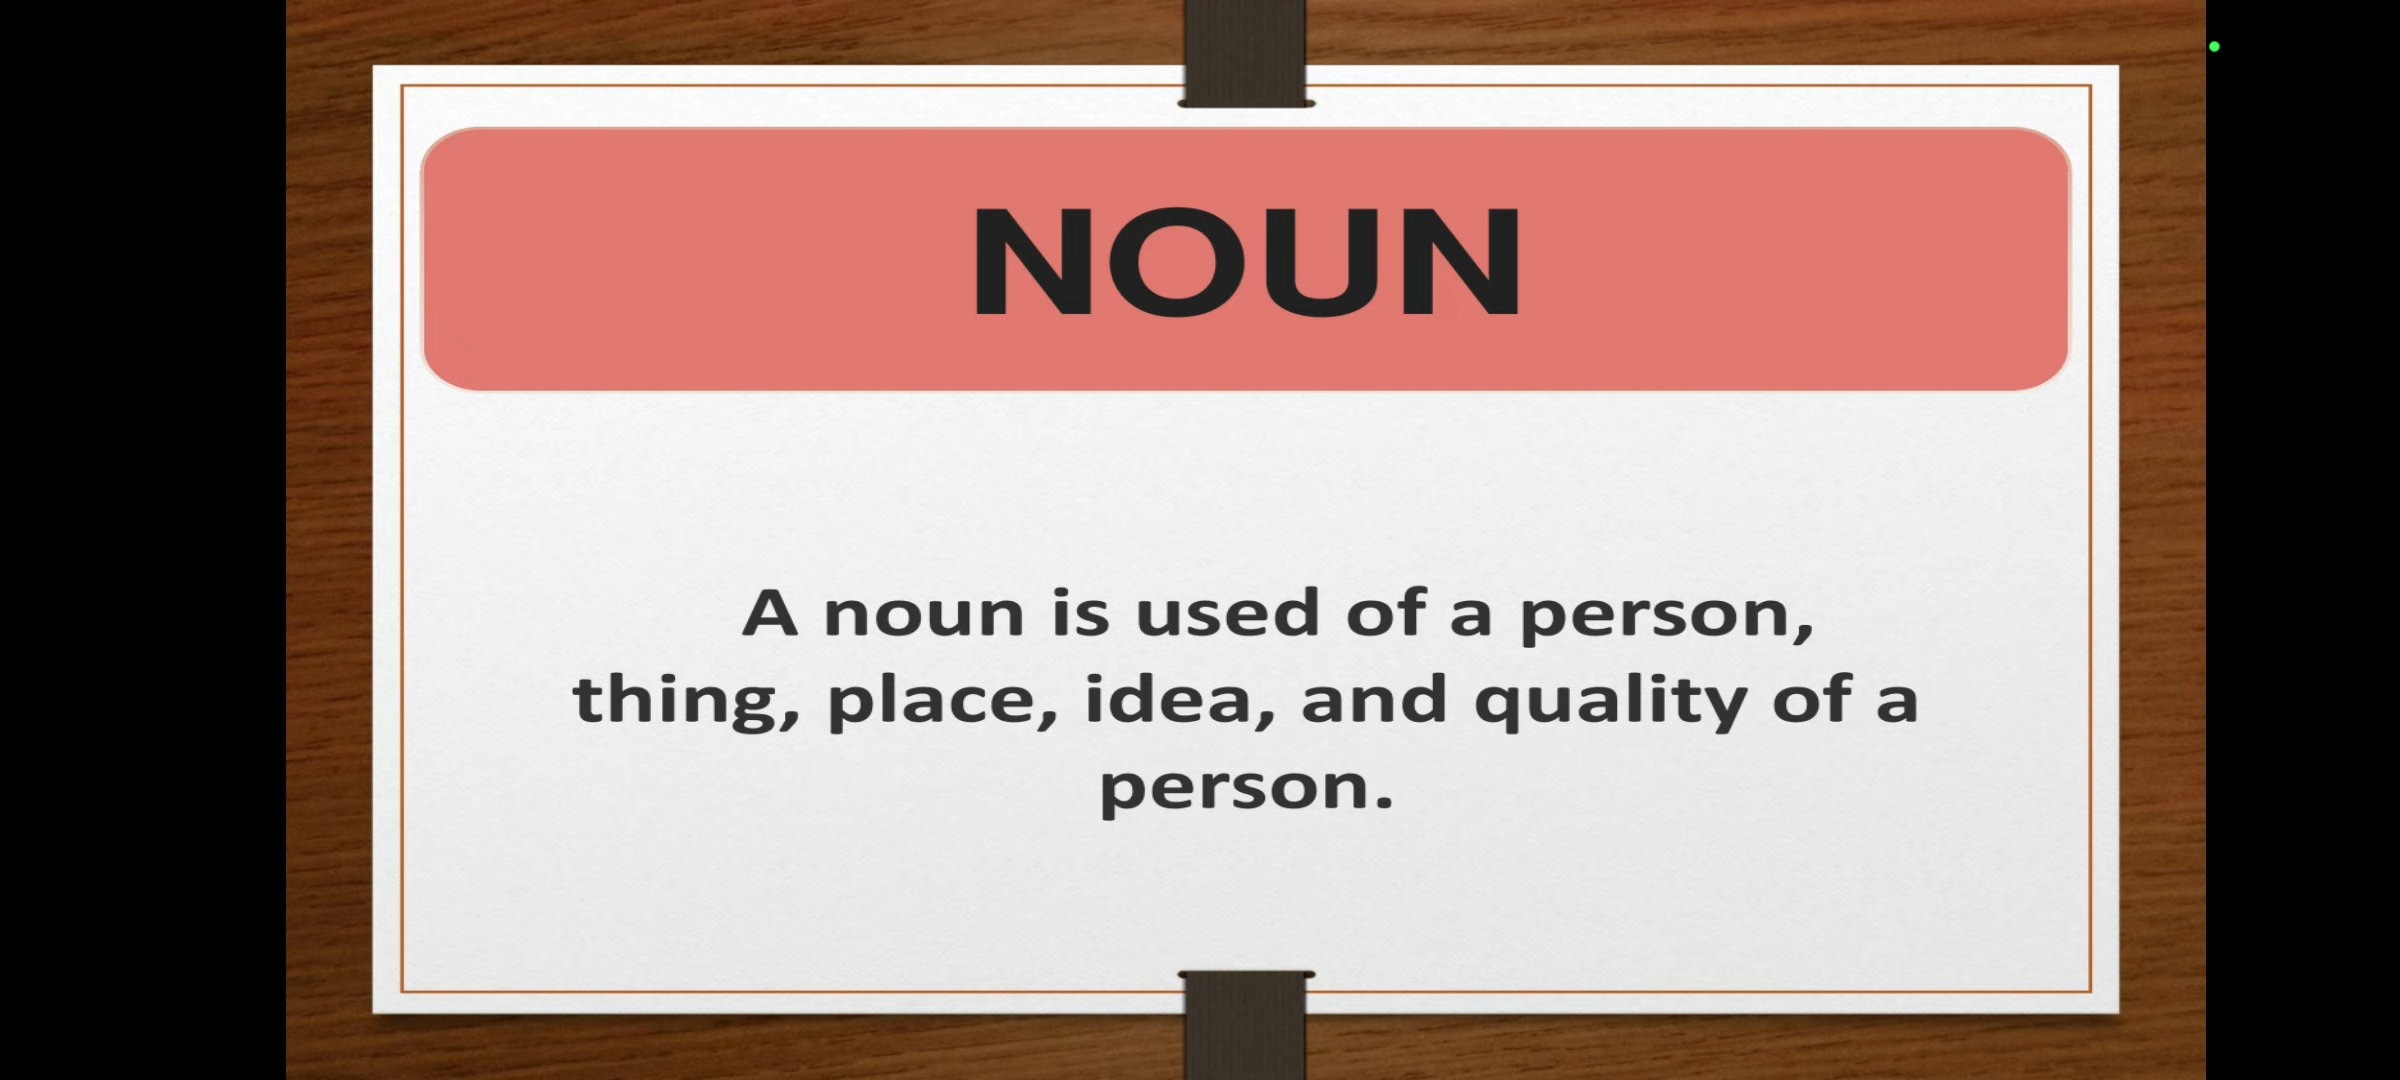 NOUN
A noun is used of a person,
thing, place, idea, and quality of a
person.